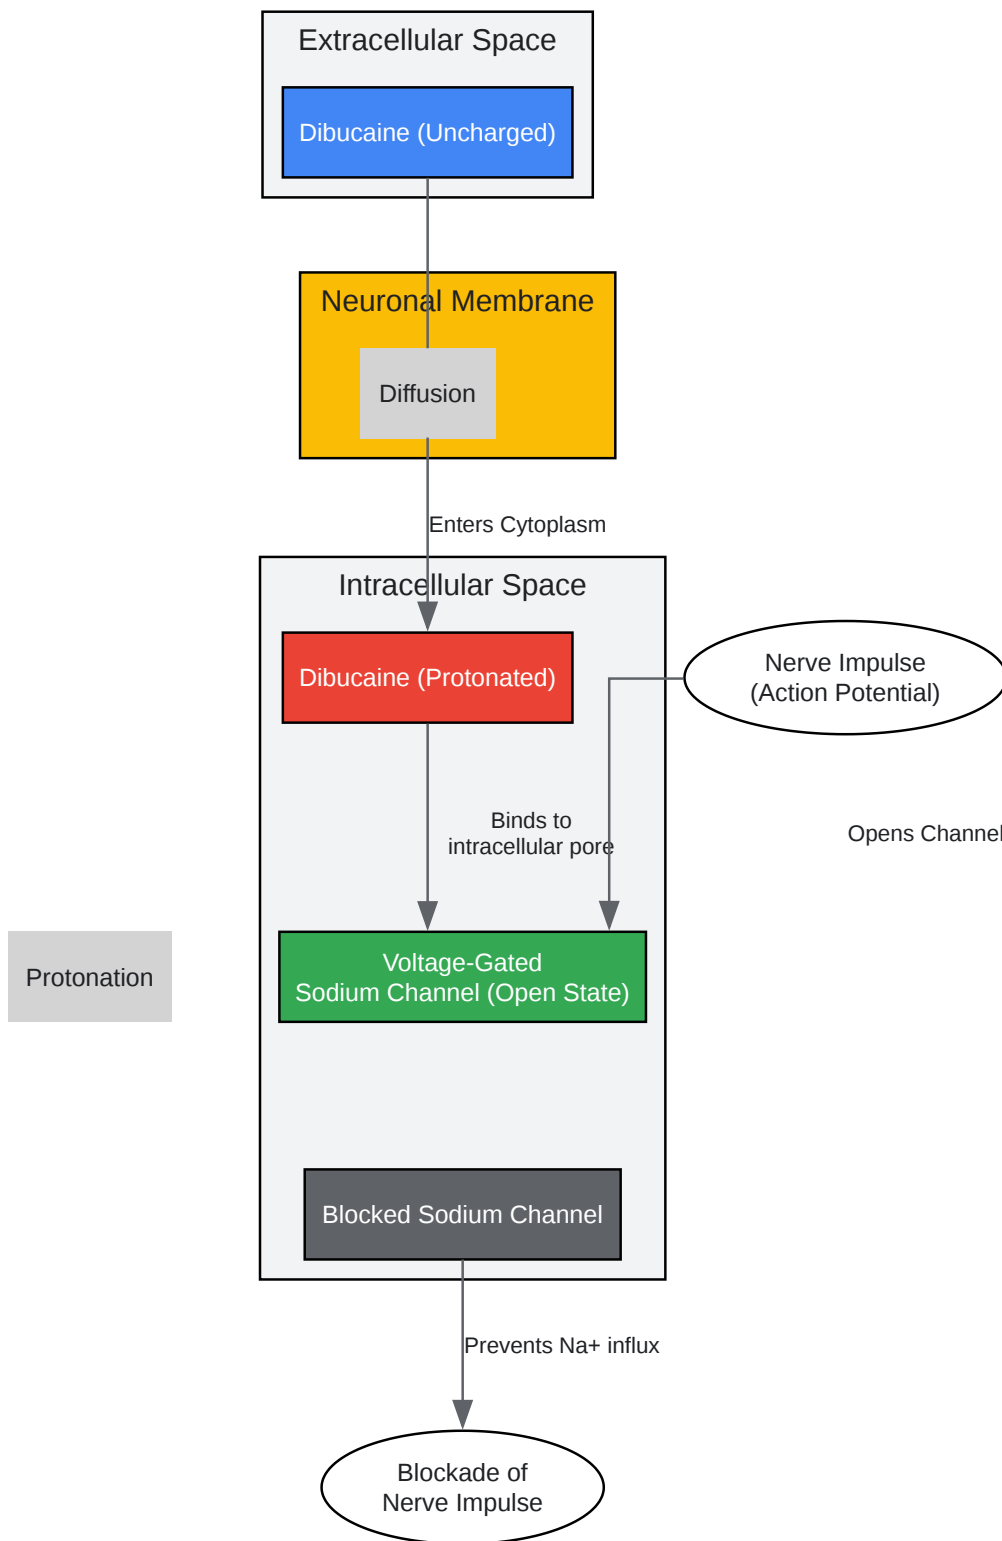 Extracellular Space
Dibucaine (Uncharged)
Neuronal Membrane
Diffusion
Enters Cytoplasm
Intracellular Space
Dibucaine (Protonated)
Nerve Impulse
(Action Potential)
Binds to
intracellular pore
Opens Channel
Voltage-Gated
Sodium Channel (Open State)
Protonation
Blocked Sodium Channel
Prevents Na+ influx
Blockade of
Nerve Impulse